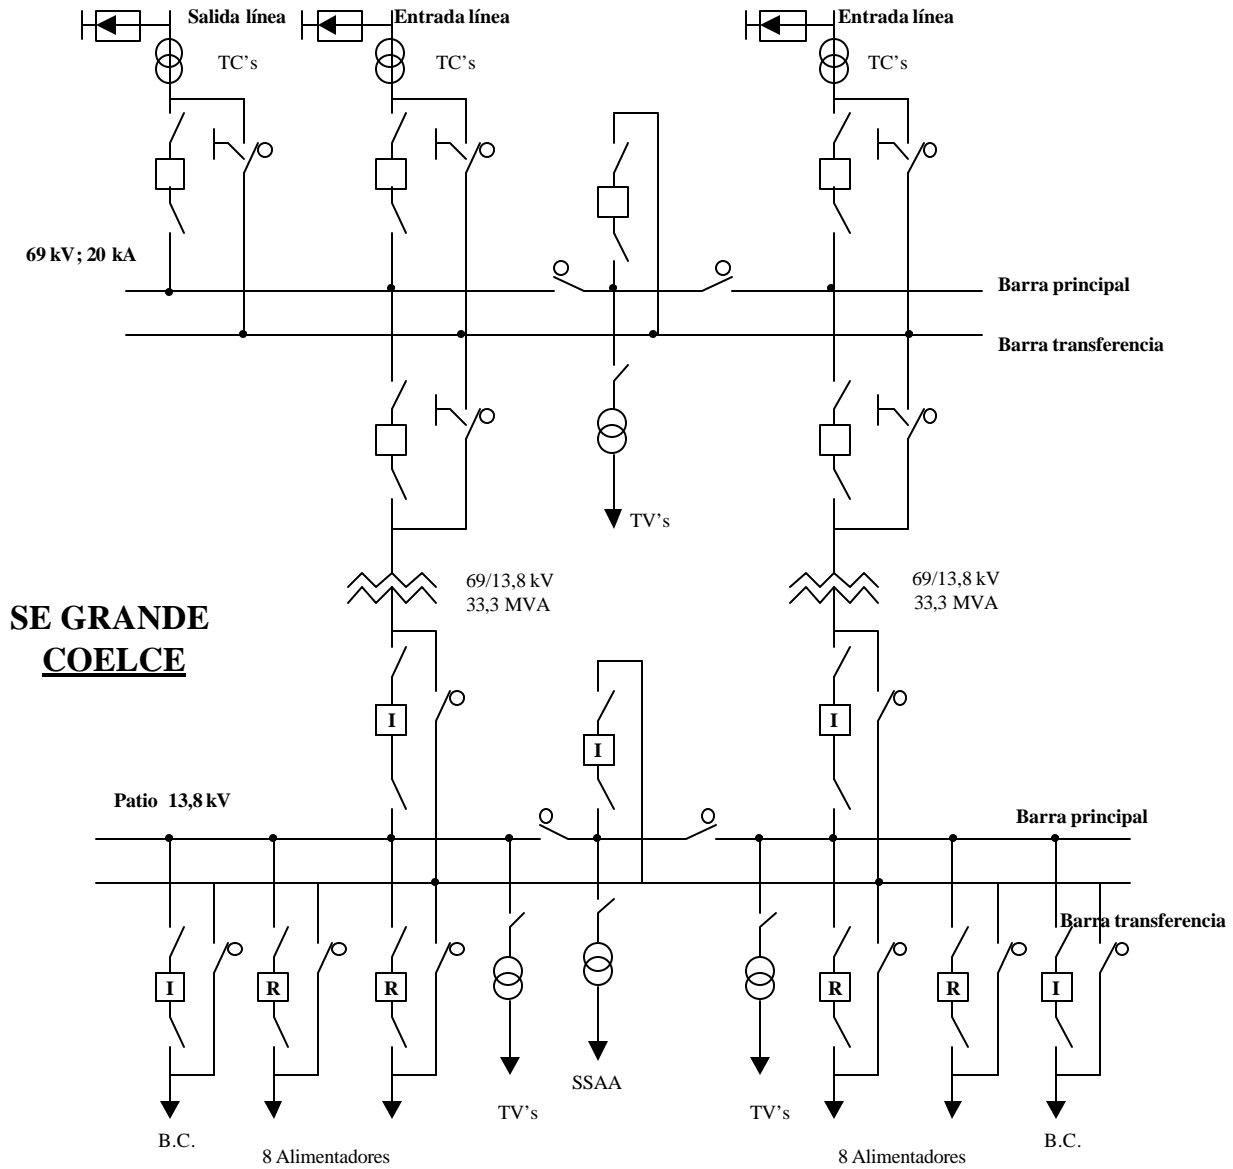 Salida línea
Entrada línea
Entrada línea
TC's
TC's
TC's
69 kV; 20 kA
Barra principal
Barra transferencia
TV's
69/13,8 kV
33,3 MVA
69/13,8 kV
33,3 MVA
SE GRANDE
COELCE
I
I
I
Patio 13,8 kV
Barra principal
Barra transferencia
I
R
R
R
R
I
SSAA
TV's
TV's
B.C.
B.C.
8 Alimentadores
8 Alimentadores